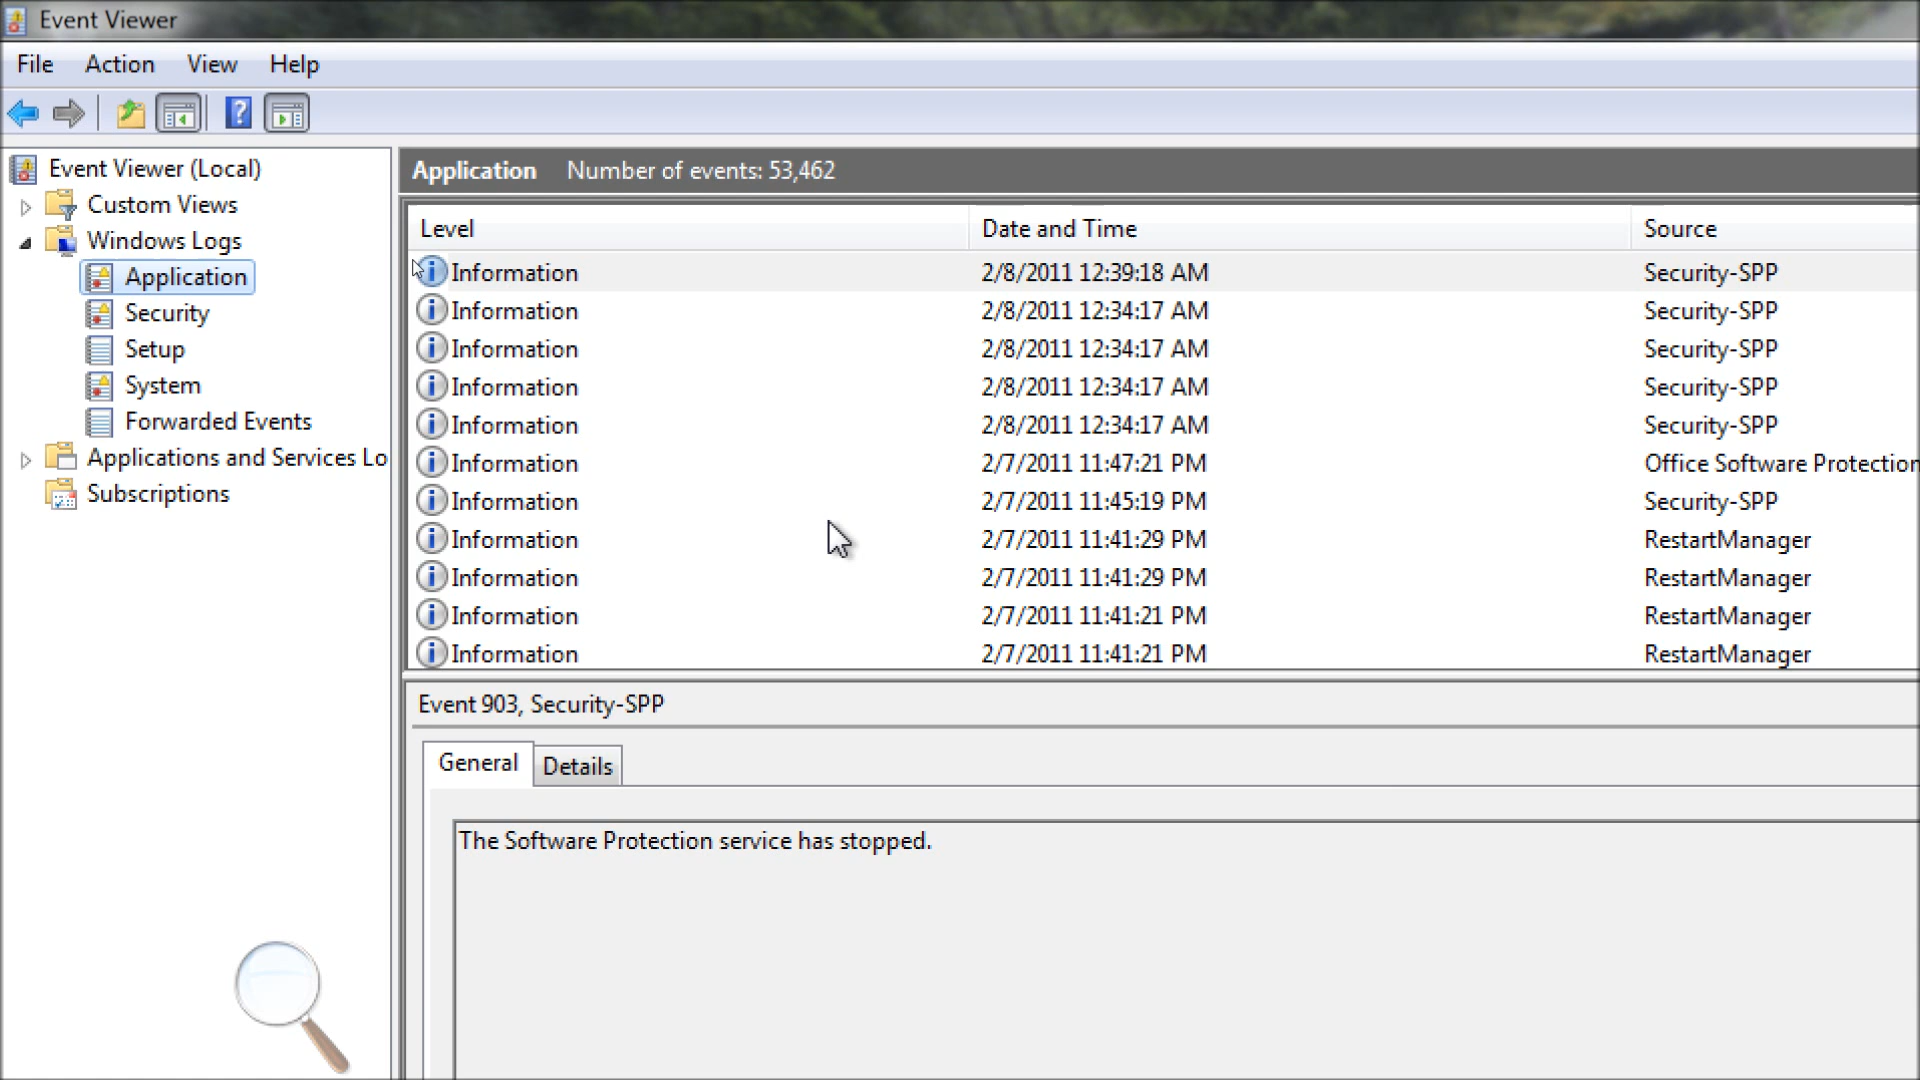 Event Viewer
File Action View Help
Event Viewer (Local)
Custom Views
Windows Logs
Application
Security
Setup
System
Forwarded Events
Applications and Services Lo
Subscriptions
Application Number of events: 53,462
Level Date and Time Source
Information 2/8/2011 12:39:18 AM Security-SPP
Information 2/8/2011 12:34:17 AM Security-SPP
Information 2/8/2011 12:34:17 AM Security-SPP
Information 2/8/2011 12:34:17 AM Security-SPP
Information 2/8/2011 12:34:17 AM Security-SPP
Information 2/7/2011 11:47:21 PM Office Software Protection
Information 2/7/2011 11:45:19 PM Security-SPP
Information 2/7/2011 11:41:29 PM RestartManager
Information 2/7/2011 11:41:29 PM RestartManager
Information 2/7/2011 11:41:21 PM RestartManager
Information 2/7/2011 11:41:21 PM RestartManager
Event 903, Security-SPP
General Details
The Software Protection service has stopped.